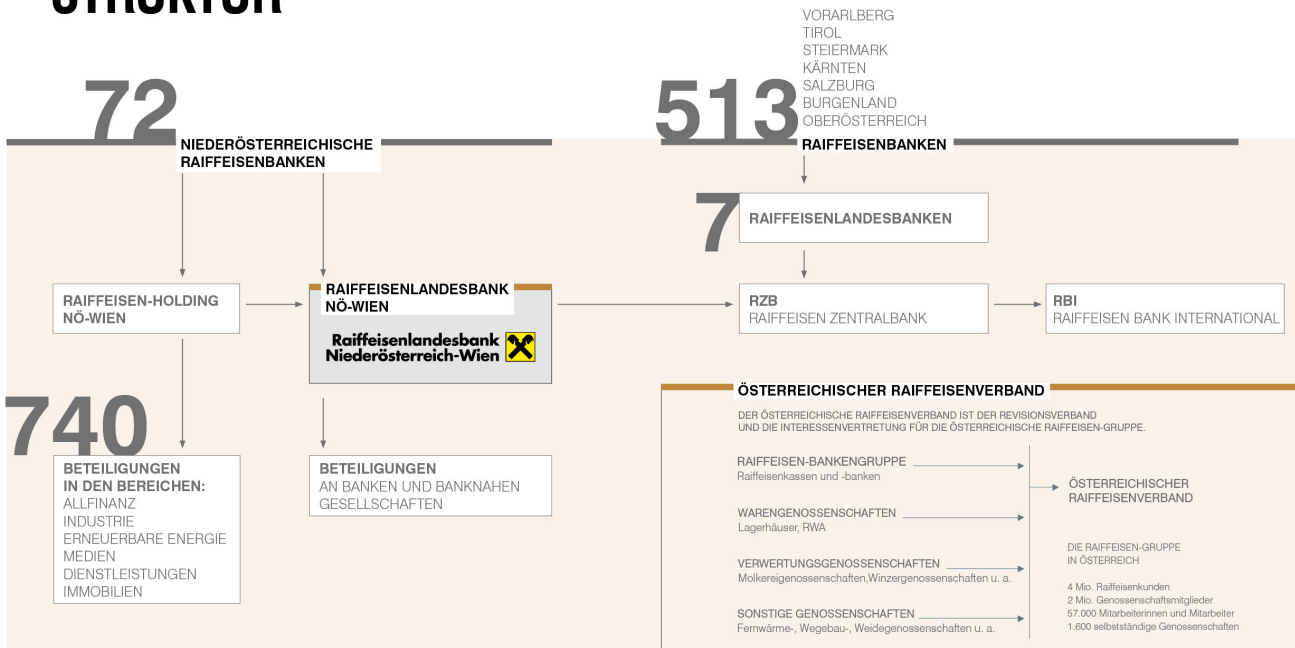 STRUKTUR
72
NIEDERÖSTERREICHISCHE
RAIFFEISENBANKEN
RAIFFEISEN-HOLDING
NÖ-WIEN
RAIFFEISENLANDESBANK
NÖ-WIEN
Raiffeisenlandesbank
Niederösterreich-Wien
740
BETEILIGUNGEN
IN DEN BEREICHEN:
ALLFINANZ
INDUSTRIE
ERNEUERBARE ENERGIE
MEDIEN
DIENSTLEISTUNGEN
IMMOBILIEN
BETEILIGUNGEN
AN BANKEN UND BANKNAHEN
GESELLSCHAFTEN
VORARLBERG
TIROL
STEIERMARK
KÄRNTEN
SALZBURG
BURGENLAND
OBERÖSTERREICH
513
RAIFFEISENBANKEN
7
RAIFFEISENLANDESBANKEN
RZB
RAIFFEISEN ZENTRALBANK
RBI
RAIFFEISEN BANK INTERNATIONAL
ÖSTERREICHISCHER RAIFFEISENVERBAND
DER ÖSTERREICHISCHE RAIFFEISENVERBAND IST DER REVISIONSVERBAND
UND DIE INTERESSENVERTRETUNG FÜR DIE ÖSTERREICHISCHE RAIFFEISEN-GRUPPE.
RAIFFEISEN-BANKENGRUPPE
Raiffeisenkassen und -banken
WARENGENOSSENSCHAFTEN
Lagerhäuser, RWA
VERWERTUNGSGENOSSENSCHAFTEN
Molkereigenossenschaften,Winzergenossenschaften u. a.
SONSTIGE GENOSSENSCHAFTEN
Fernwärme-, Wegebau-, Weidegenossenschaften u. a.
ÖSTERREICHISCHER
RAIFFEISENVERBAND
DIE RAIFFEISEN-GRUPPE
IN ÖSTERREICH
4 Mio. Raiffeisenkunden
2 Mio. Genossenschaftsmitglieder
57.000 Mitarbeiterinnen und Mitarbeiter
1.600 selbstständige Genossenschaften